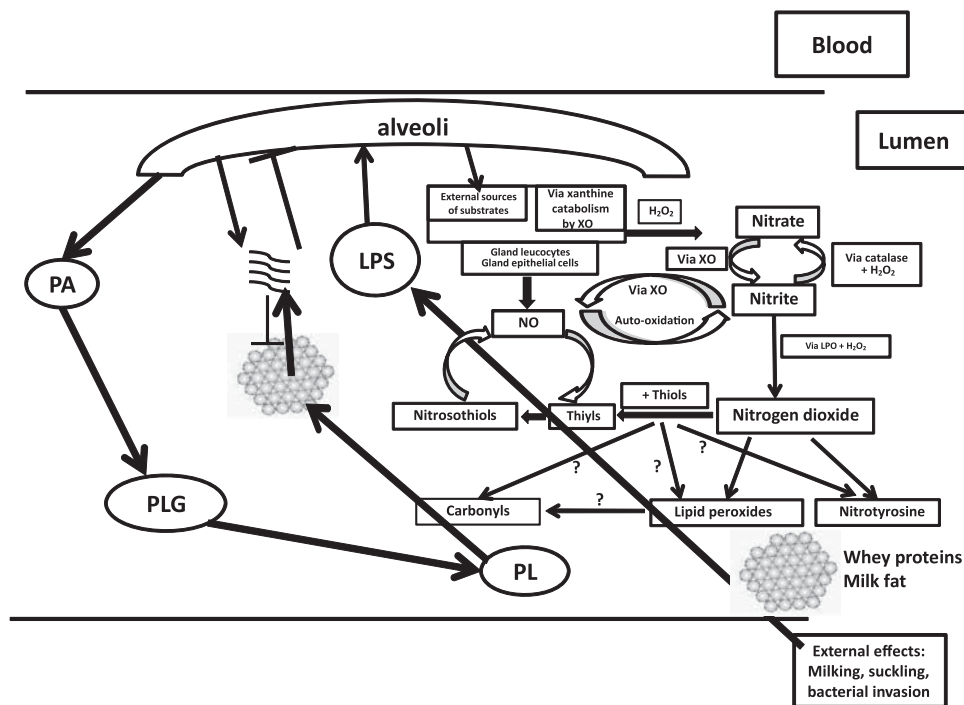 Blood
Lumen
alveoli
External sources
of substrates
Via xanthine
catabolism
by XO
H₂O₂
Nitrate
Gland leucocytes
Gland epithelial cells
Via XO
Via catalase
+ H₂O₂
LPS
PA
Via XO
Nitrite
Auto-oxidation
NO
Via LPO + H₂O₂
+ Thiols
Nitrosothiols
Thiyls
Nitrogen dioxide
?
?
?
?
PLG
Carbonyls
Lipid peroxides
Nitrotyrosine
PL
Whey proteins
Milk fat
External effects:
Milking, suckling,
bacterial invasion